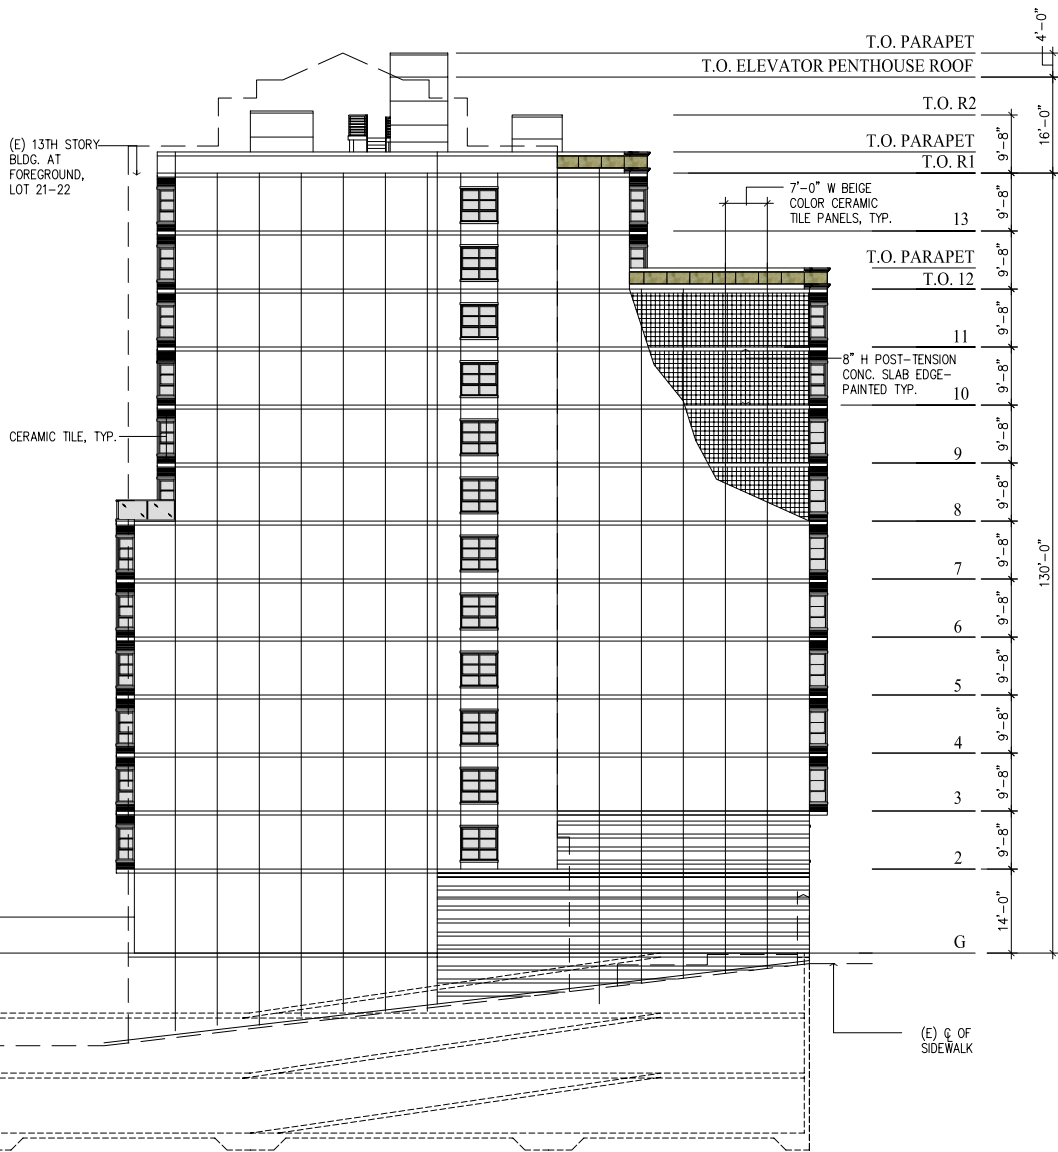 4'-0"
T.O. PARAPET
T.O. ELEVATOR PENTHOUSE ROOF
T.O. R2
16'-0"
9'-8"
(E) 13TH STORY
BLDG. AT
FOREGROUND,
LOT 21-22
T.O. PARAPET
T.O. R1
7'-0" W BEIGE
COLOR CERAMIC
TILE PANELS, TYP.
9'-8"
13
9'-8"
T.O. PARAPET
T.O. 12
9'-8"
11
8" H POST-TENSION
CONC. SLAB EDGE-
PAINTED TYP.
9'-8"
10
CERAMIC TILE, TYP.
9'-8"
9
9'-8"
8
9'-8"
7
130'-0"
9'-8"
6
9'-8"
5
9'-8"
4
9'-8"
3
9'-8"
2
14'-0"
G
(E) ℄ OF
SIDEWALK